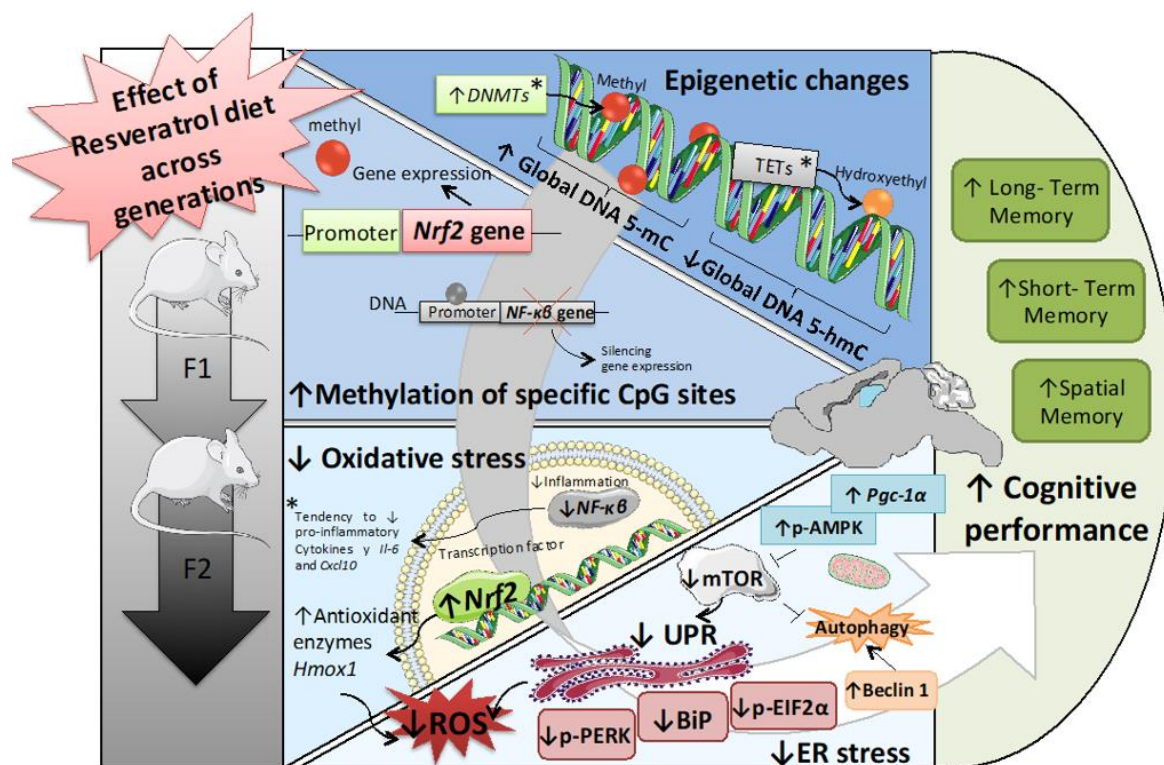 Effect of
Resveratrol diet
across
generations
F1
F2
Epigenetic changes
↑ DNMTs *
Methyl
TETs *
Hydroxyethyl
↑ Global DNA 5-mC
↓ Global DNA 5-hmC
methyl
Gene expression
Promoter Nrf2 gene
DNA
Promoter NF-κβ gene
Silencing
gene expression
↑Methylation of specific CpG sites
↓ Oxidative stress
* Tendency to ↓
pro-inflammatory
Cytokines y Il-6
and Cxcl10
↓Inflammation
↓NF-κβ
Transcription factor
↑Nrf2
↑Antioxidant
enzymes
Hmox1
↓ROS
↑ Pgc-1α
↑p-AMPK
↓mTOR
Autophagy
↑Beclin 1
↓ UPR
↓p-PERK
↓BiP
↓p-EIF2α
↓ER stress
↑ Long- Term
Memory
↑Short- Term
Memory
↑Spatial
Memory
↑ Cognitive
performance